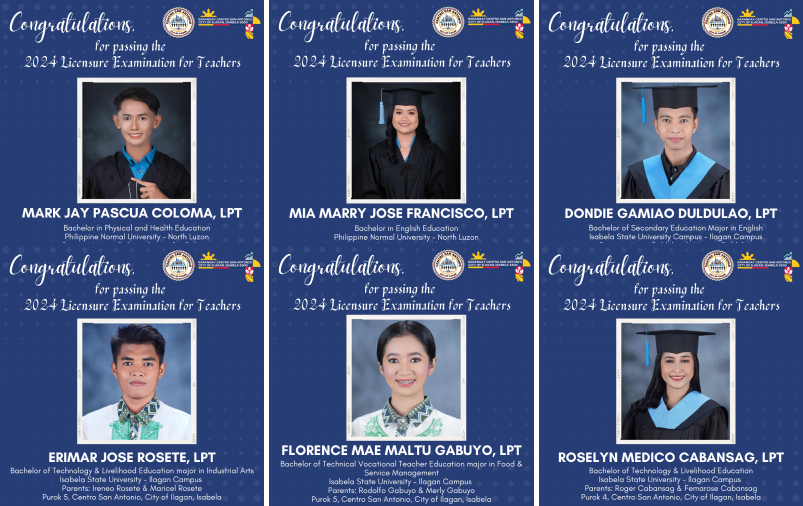 Congratulations,
for passing the
2024 Licensure Examination for Teachers
MARK JAY PASCUA COLOMA, LPT
Bachelor in Physical and Health Education
Philippine Normal University - North Luzon
Congratulations,
for passing the
2024 Licensure Examination for Teachers
MIA MARRY JOSE FRANCISCO, LPT
Bachelor in English Education
Philippine Normal University - North Luzon
Congratulations,
for passing the
2024 Licensure Examination for Teachers
DONDIE GAMIAO DULDULAO, LPT
Bachelor of Secondary Education Major in English
Isabela State University Campus - Ilagan Campus
Congratulations,
for passing the
2024 Licensure Examination for Teachers
ERIMAR JOSE ROSETE, LPT
Bachelor of Technology & Livelihood Education major in Industrial Arts
Isabela State University - Ilagan Campus
Parents: Ireneo Rosete & Maricel Rosete
Purok 5, Centro San Antonio, City of Ilagan, Isabela
Congratulations,
for passing the
2024 Licensure Examination for Teachers
FLORENCE MAE MALTU GABUYO, LPT
Bachelor of Technical Vocational Teacher Education major in Food &
Service Management
Isabela State University - Ilagan Campus
Parents: Rodolfo Gabuyo & Merly Gabuyo
Purok 5, Centro San Antonio, City of Ilagan, Isabela
Congratulations,
for passing the
2024 Licensure Examination for Teachers
ROSELYN MEDICO CABANSAG, LPT
Bachelor of Technology & Livelihood Education
Isabela State University - Ilagan Campus
Parents: Roger Cabansag & Femarose Cabansag
Purok 4, Centro San Antonio, City of Ilagan, Isabela